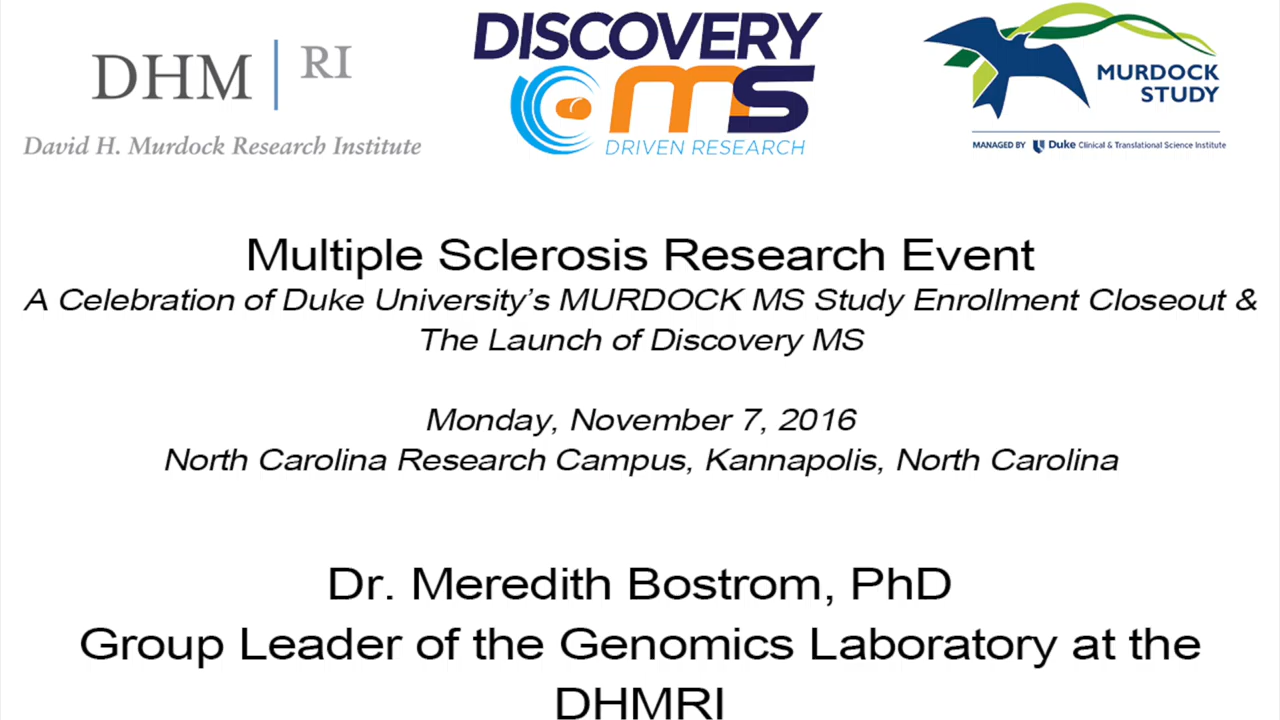 DHM RI
David H. Murdock Research Institute
DISCOVERY
MS
DRIVEN RESEARCH
MURDOCK
STUDY
MANAGED BY Duke Clinical & Translational Science Institute
Multiple Sclerosis Research Event
A Celebration of Duke University's MURDOCK MS Study Enrollment Closeout &
The Launch of Discovery MS
Monday, November 7, 2016
North Carolina Research Campus, Kannapolis, North Carolina
Dr. Meredith Bostrom, PhD
Group Leader of the Genomics Laboratory at the
DHMRI